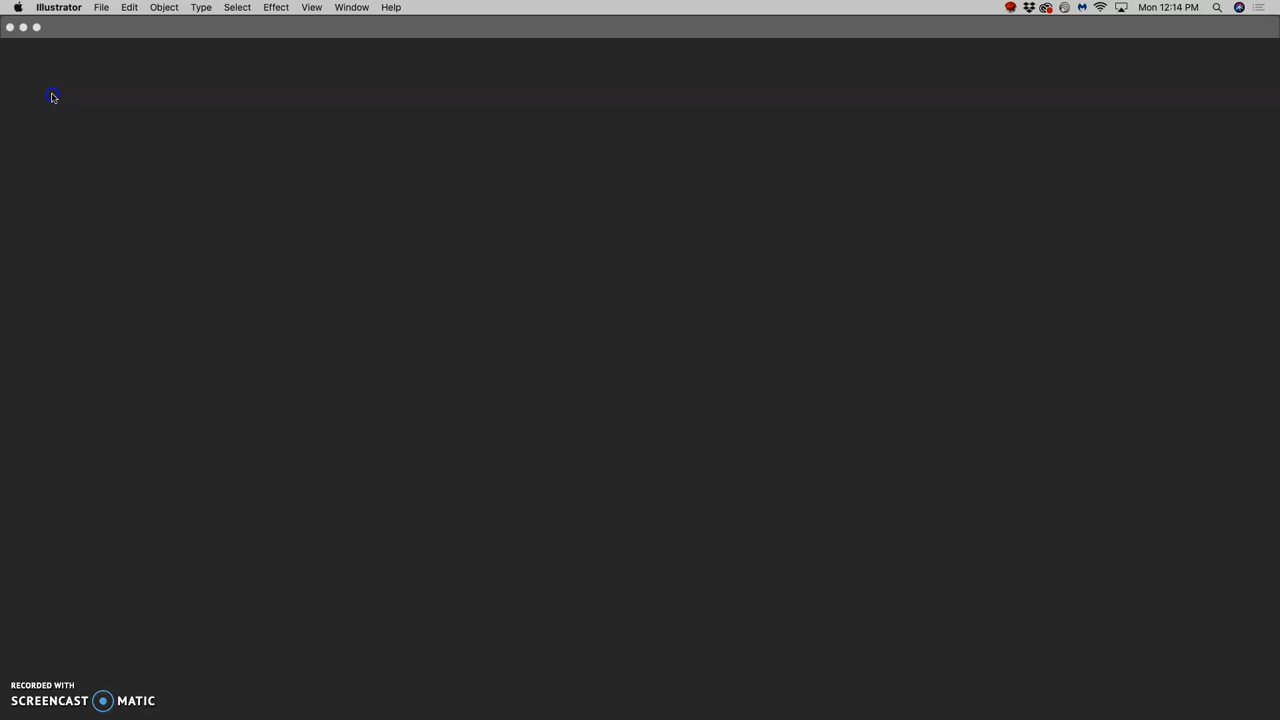 Illustrator File Edit Object Type Select Effect View Window Help Mon 12:14 PM
RECORDED WITH
SCREENCAST MATIC